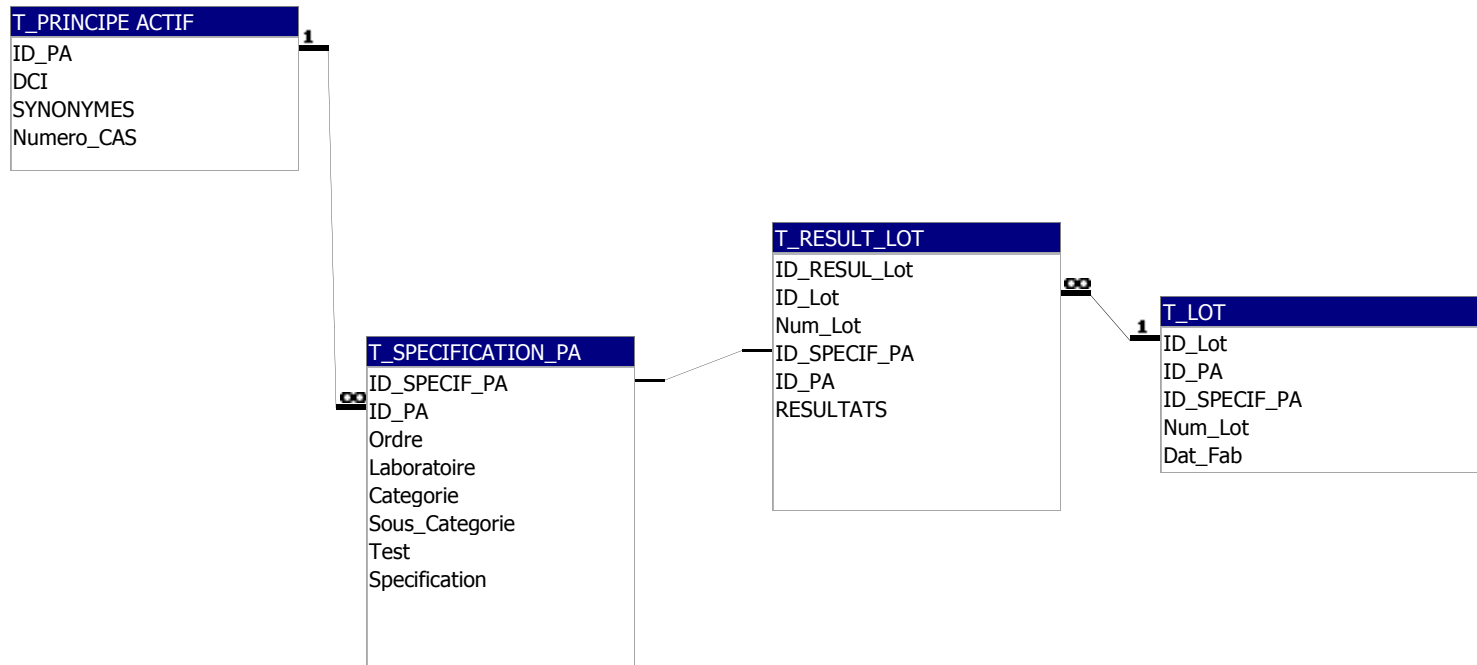 T_PRINCIPE ACTIF
ID_PA
DCI
SYNONYMES
Numero_CAS
1
∞
T_SPECIFICATION_PA
ID_SPECIF_PA
ID_PA
Ordre
Laboratoire
Categorie
Sous_Categorie
Test
Specification
T_RESULT_LOT
ID_RESUL_Lot
ID_Lot
Num_Lot
ID_SPECIF_PA
ID_PA
RESULTATS
∞
1
T_LOT
ID_Lot
ID_PA
ID_SPECIF_PA
Num_Lot
Dat_Fab